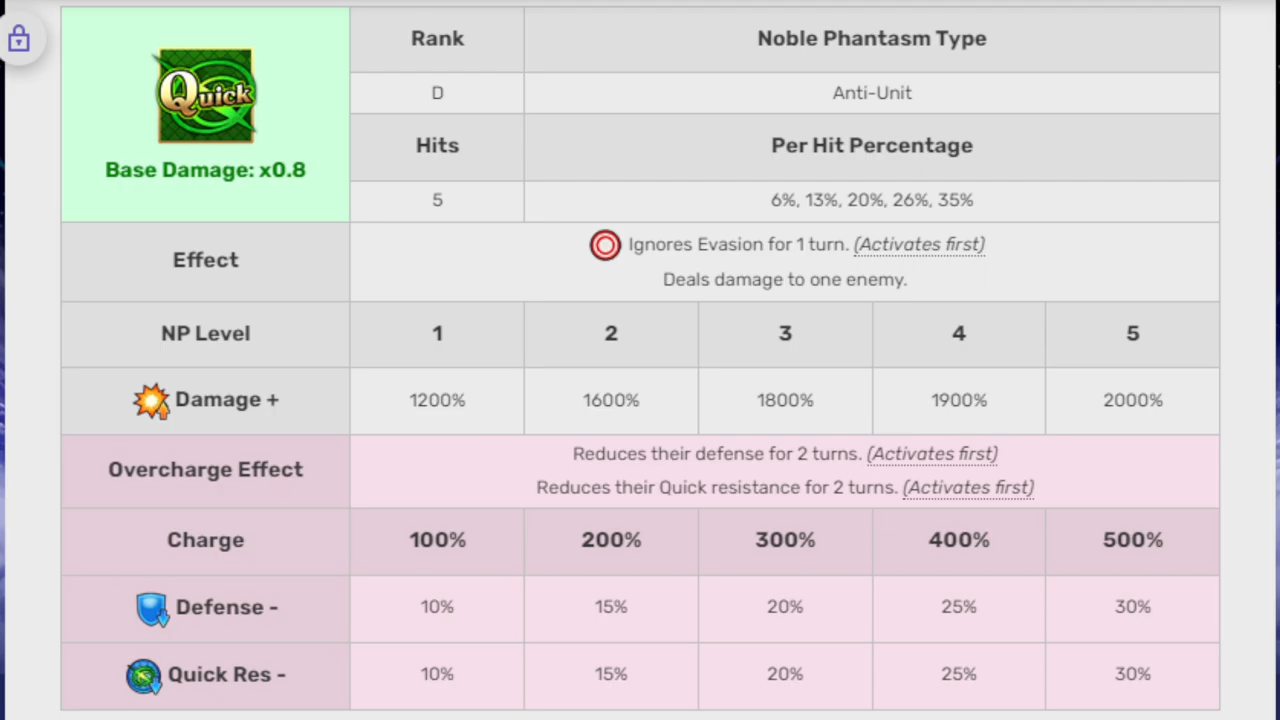 Rank
Noble Phantasm Type
Quick
Base Damage: x0.8
D
Anti-Unit
Hits
Per Hit Percentage
5
6%, 13%, 20%, 26%, 35%
Effect
Ignores Evasion for 1 turn. (Activates first)
Deals damage to one enemy.
NP Level 1 2 3 4 5
Damage + 1200% 1600% 1800% 1900% 2000%
Overcharge Effect
Reduces their defense for 2 turns. (Activates first)
Reduces their Quick resistance for 2 turns. (Activates first)
Charge 100% 200% 300% 400% 500%
Defense - 10% 15% 20% 25% 30%
Quick Res - 10% 15% 20% 25% 30%